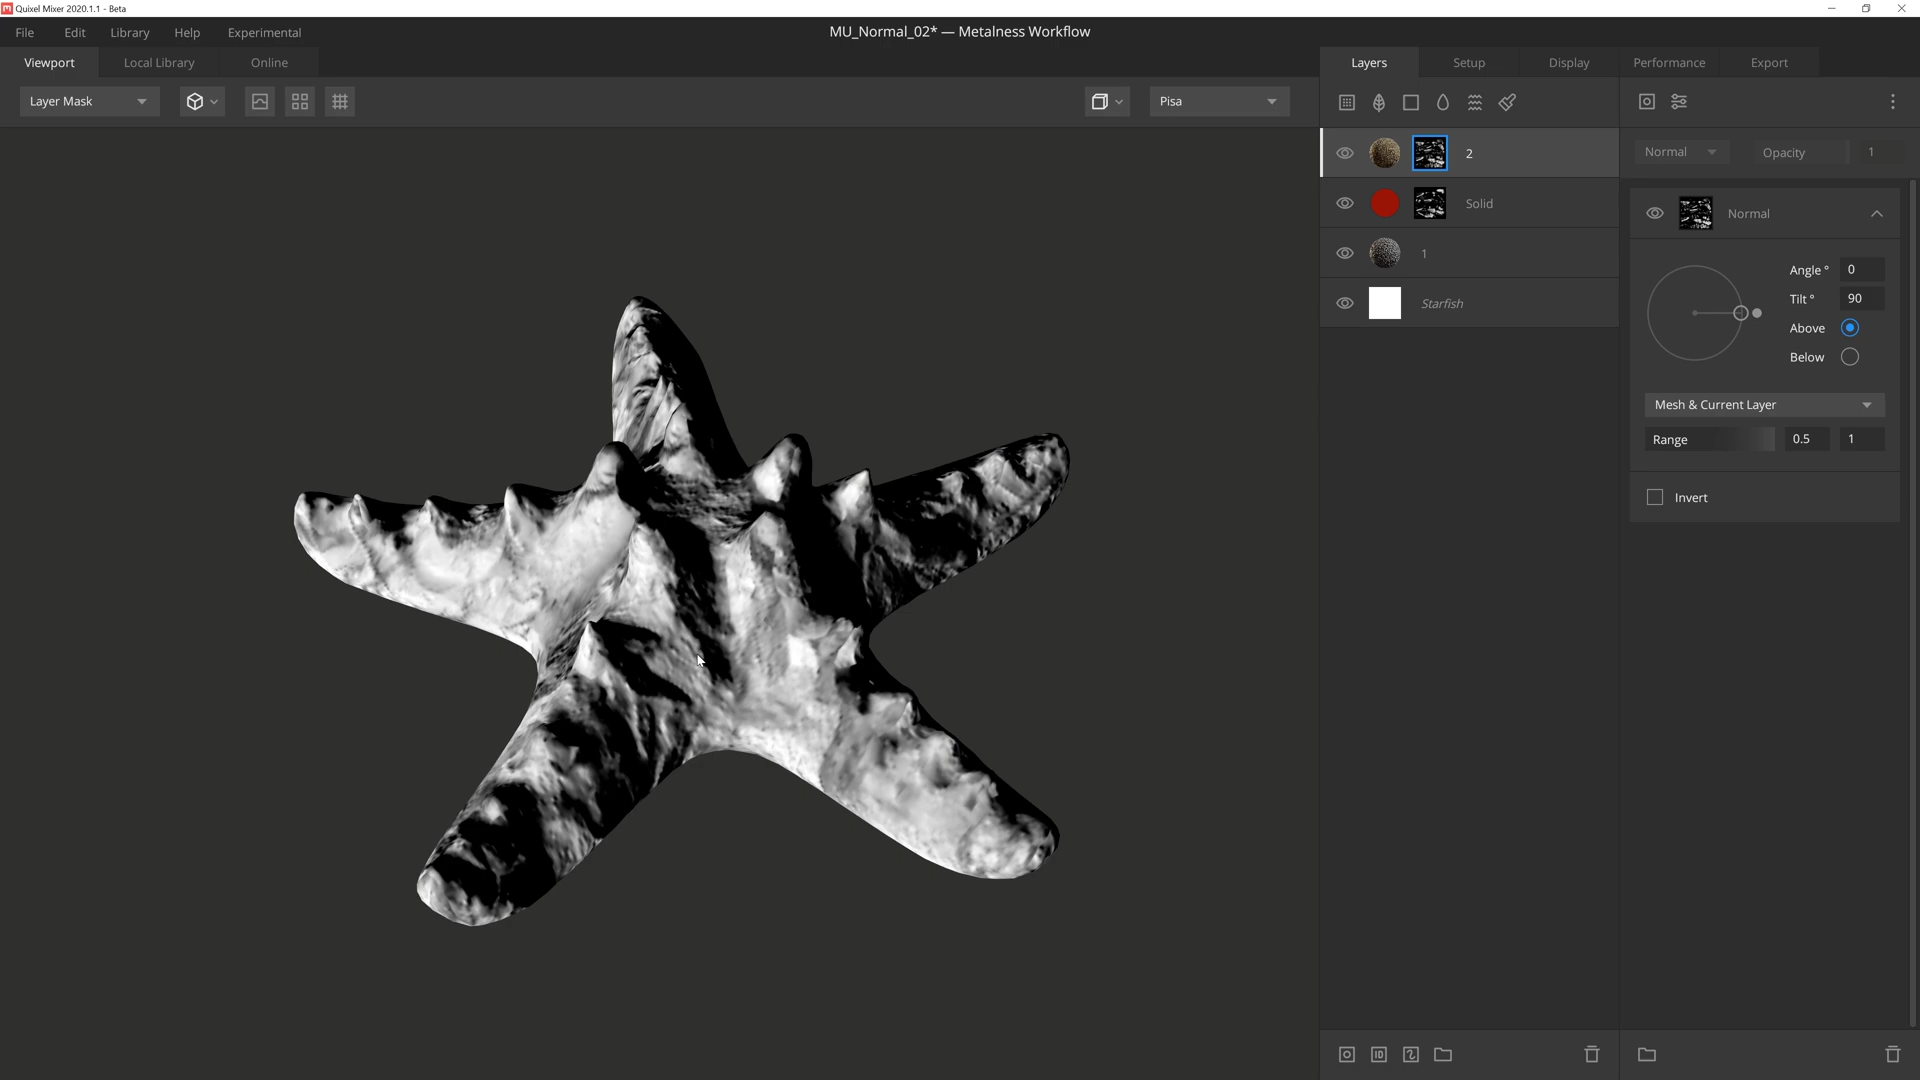 Quixel Mixer 2020.1.1 - Beta
File Edit Library Help Experimental
MU_Normal_02* — Metalness Workflow
Viewport Local Library Online
Layers Setup Display Performance Export
Layer Mask
Pisa
2
Solid
1
Starfish
Normal Opacity 1
Normal
Angle ° 0
Tilt ° 90
Above
Below
Mesh & Current Layer
Range 0.5 1
Invert
ID